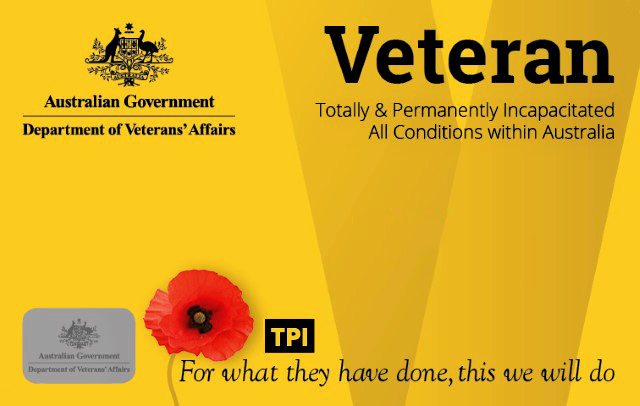 Australian Government
Department of Veterans' Affairs
Veteran
Totally & Permanently Incapacitated
All Conditions within Australia
TPI
For what they have done, this we will do
Australian Government
Department of Veterans' Affairs